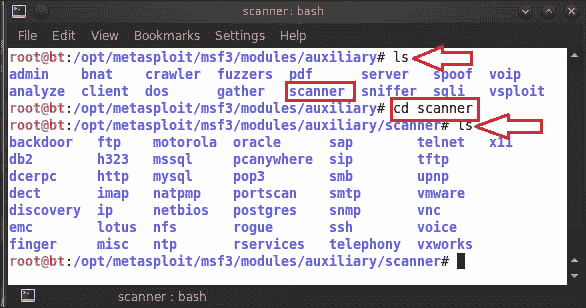 scanner : bash
File Edit View Bookmarks Settings Help
root@bt:/opt/metasploit/msf3/modules/auxiliary# ls
admin bnat crawler fuzzers pdf server spoof voip
analyze client dos gather scanner sniffer sqli vsploit
root@bt:/opt/metasploit/msf3/modules/auxiliary# cd scanner
root@bt:/opt/metasploit/msf3/modules/auxiliary/scanner# ls
backdoor ftp motorola oracle sap telnet x11
db2 h323 mssql pcanywhere sip tftp
dcerpc http mysql pop3 smb upnp
dect imap natpmp portscan smtp vmware
discovery ip netbios postgres snmp vnc
emc lotus nfs rogue ssh voice
finger misc ntp rservices telephony vxworks
root@bt:/opt/metasploit/msf3/modules/auxiliary/scanner#
scanner : bash